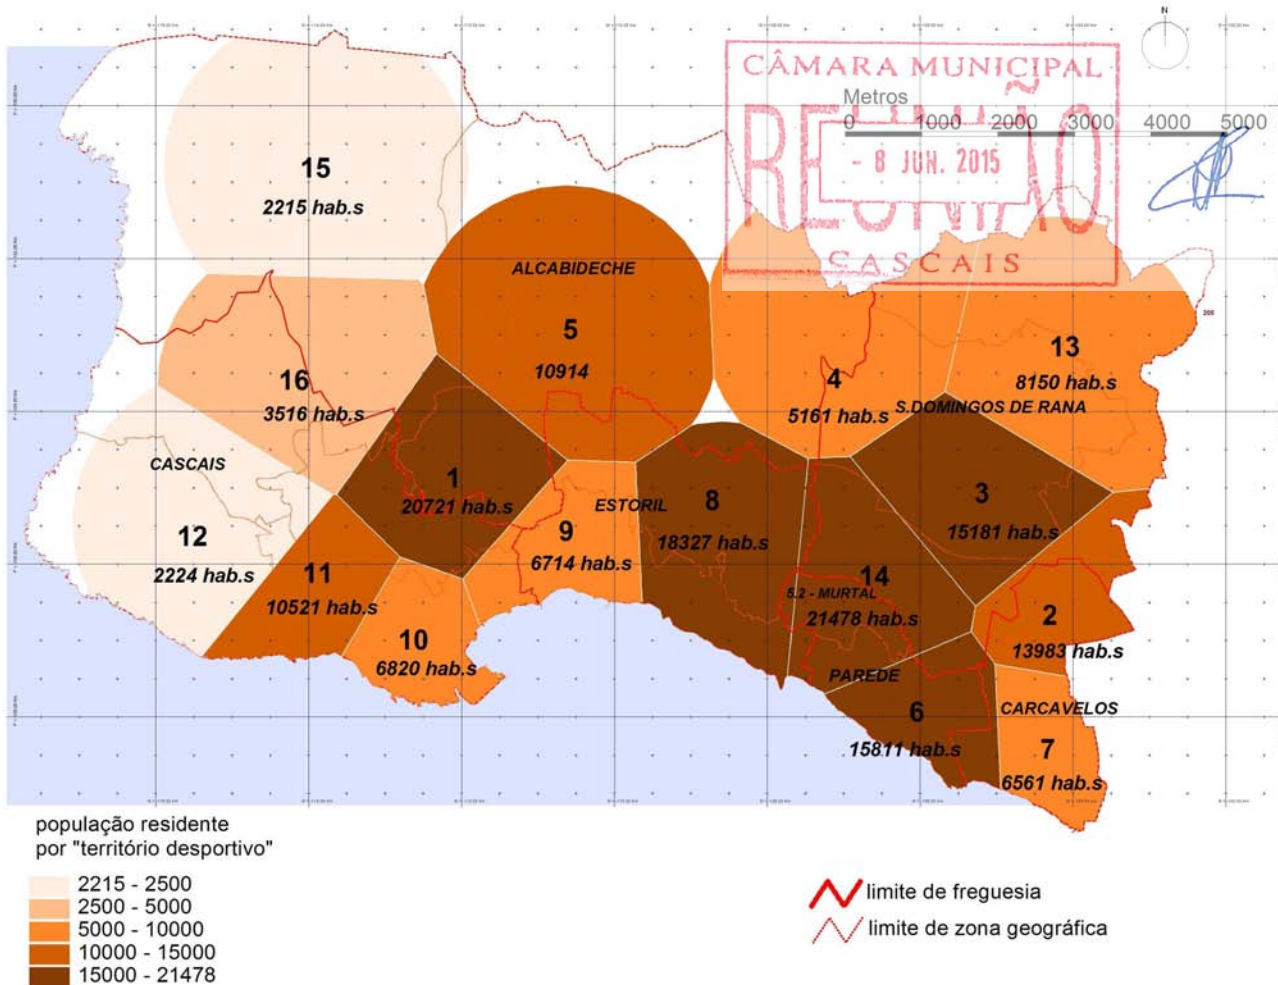 N
CÂMARA MUNICIPAL
REUNIÃO
- 8 JUN. 2015
CASCAIS
Metros
0 1000 2000 3000 4000 5000
15
2215 hab.s
ALCABIDECHE
5
10914
13
8150 hab.s
4
5161 hab.s
S.DOMINGOS DE RANA
16
3516 hab.s
CASCAIS
1
20721 hab.s
ESTORIL
8
18327 hab.s
3
15181 hab.s
9
6714 hab.s
12
2224 hab.s
11
10521 hab.s
14
5.2 - MURTAL
21478 hab.s
2
13983 hab.s
10
6820 hab.s
PAREDE
6
15811 hab.s
CARCAVELOS
7
6561 hab.s
população residente
por "território desportivo"
2215 - 2500
2500 - 5000
5000 - 10000
10000 - 15000
15000 - 21478
limite de freguesia
limite de zona geográfica